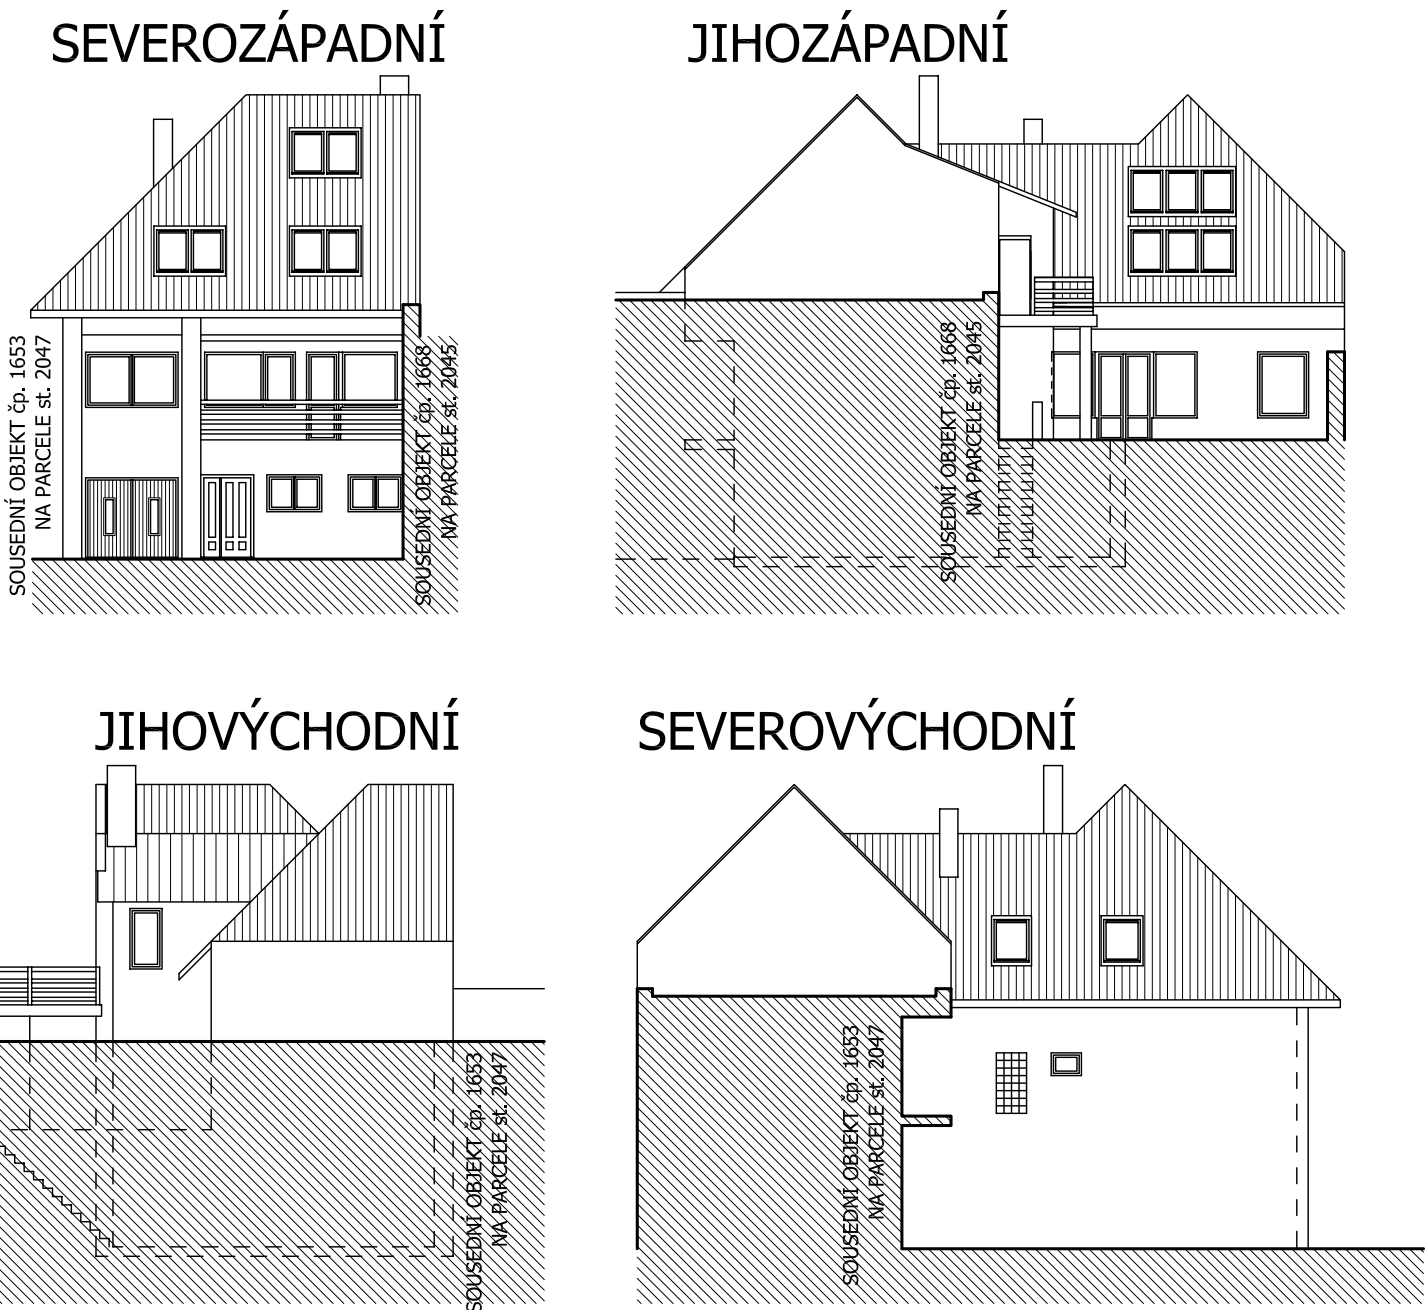 SEVEROZÁPADNÍ
JIHOZÁPADNÍ
SOUSEDNÍ OBJEKT čp. 1653
NA PARCELE st. 2047
SOUSEDNÍ OBJEKT čp. 1668
NA PARCELE st. 2045
SOUSEDNÍ OBJEKT čp. 1668
NA PARCELE st. 2045
JIHOVÝCHODNÍ
SEVEROVÝCHODNÍ
SOUSEDNÍ OBJEKT čp. 1653
NA PARCELE st. 2047
SOUSEDNÍ OBJEKT čp. 1653
NA PARCELE st. 2047